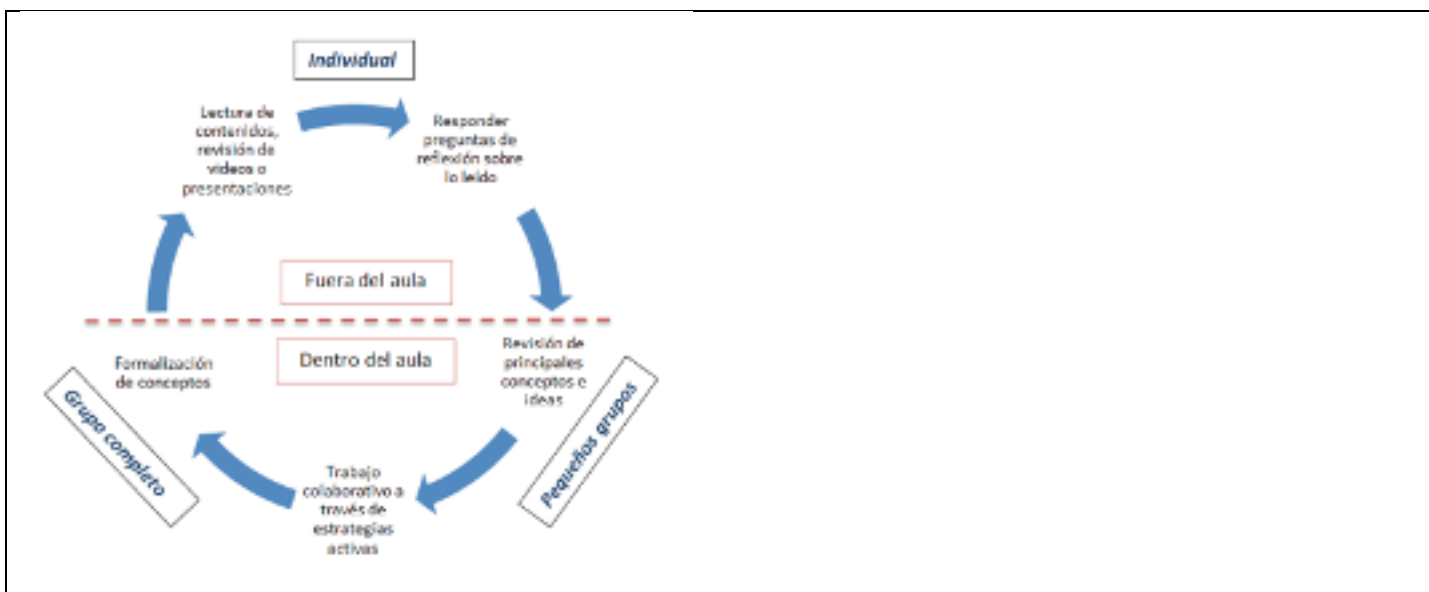 Individual
Lectura de
contenidos,
revisión de
videos o
presentaciones
Responder
preguntas de
reflexión sobre
lo leído
Fuera del aula
Dentro del aula
Revisión de
principales
conceptos e
ideas
Pequeños grupos
Trabajo
colaborativo a
través de
estrategias
activas
Formalización
de conceptos
Grupo completo